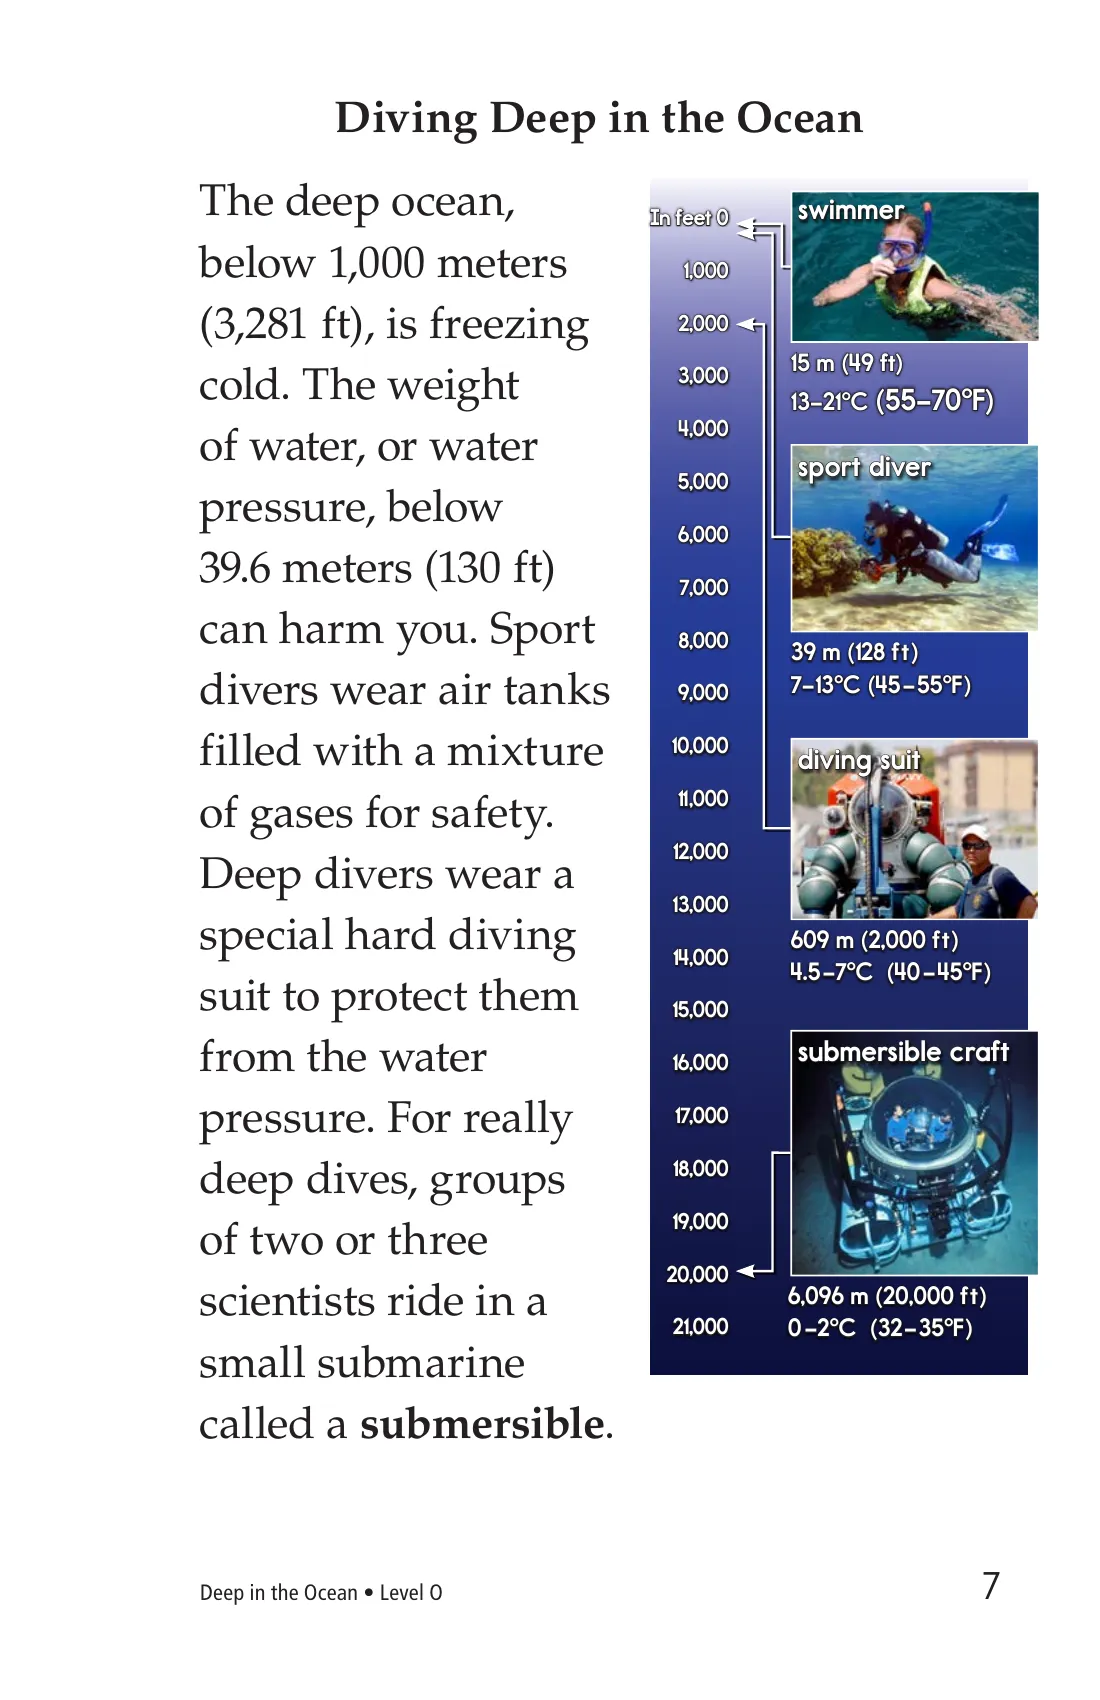 Diving Deep in the Ocean
The deep ocean,
below 1,000 meters
(3,281 ft), is freezing
cold. The weight
of water, or water
pressure, below
39.6 meters (130 ft)
can harm you. Sport
divers wear air tanks
filled with a mixture
of gases for safety.
Deep divers wear a
special hard diving
suit to protect them
from the water
pressure. For really
deep dives, groups
of two or three
scientists ride in a
small submarine
called a submersible.
In feet 0
1,000
2,000
3,000
4,000
5,000
6,000
7,000
8,000
9,000
10,000
11,000
12,000
13,000
14,000
15,000
16,000
17,000
18,000
19,000
20,000
21,000
swimmer
15 m (49 ft)
13–21°C (55–70°F)
sport diver
39 m (128 ft)
7–13°C (45–55°F)
diving suit
609 m (2,000 ft)
4.5–7°C (40–45°F)
submersible craft
6,096 m (20,000 ft)
0–2°C (32–35°F)
Deep in the Ocean • Level O
7